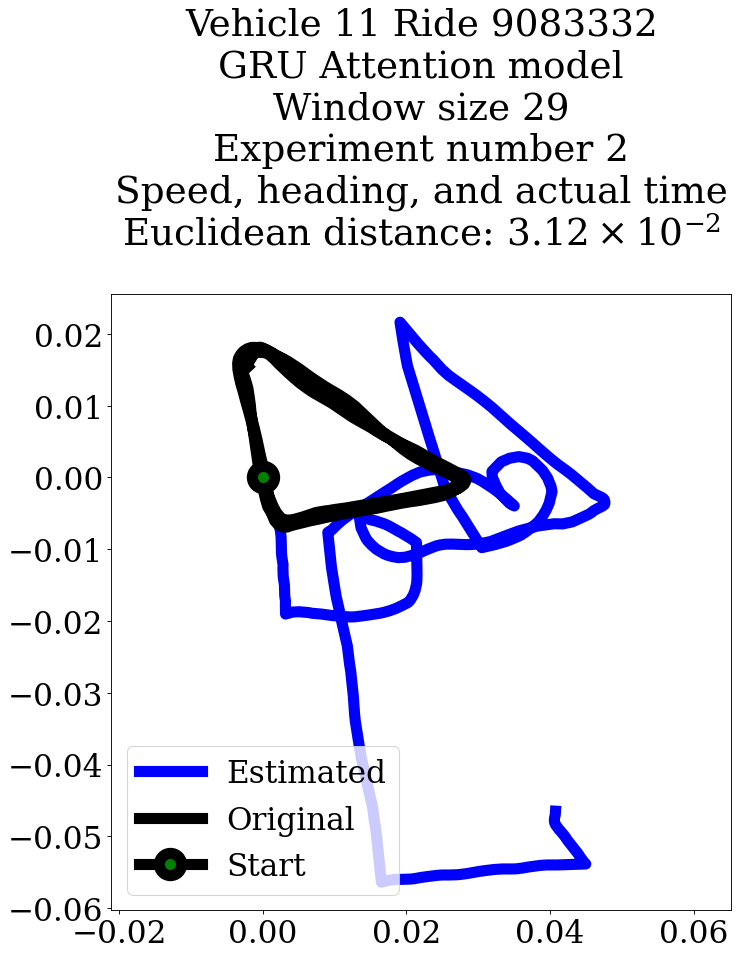 Vehicle 11 Ride 9083332
GRU Attention model
Window size 29
Experiment number 2
Speed, heading, and actual time
Euclidean distance: 3.12 × 10⁻²
0.02
0.01
0.00
−0.01
−0.02
−0.03
−0.04
−0.05
−0.06
Estimated
Original
Start
−0.02 0.00 0.02 0.04 0.06